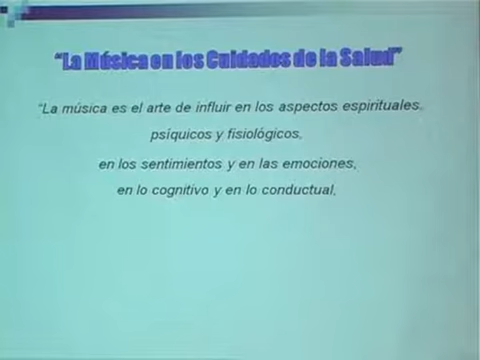 “La Música en los Cuidados de la Salud”
“La música es el arte de influir en los aspectos espirituales,
psíquicos y fisiológicos,
en los sentimientos y en las emociones,
en lo cognitivo y en lo conductual,